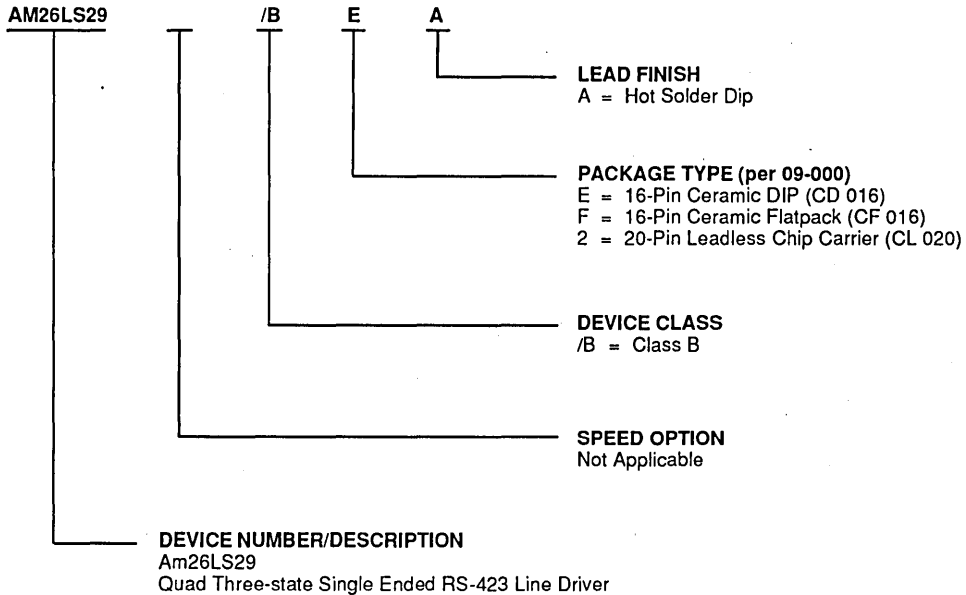 AM26LS29 /B E A
LEAD FINISH
A = Hot Solder Dip
PACKAGE TYPE (per 09-000)
E = 16-Pin Ceramic DIP (CD 016)
F = 16-Pin Ceramic Flatpack (CF 016)
2 = 20-Pin Leadless Chip Carrier (CL 020)
DEVICE CLASS
/B = Class B
SPEED OPTION
Not Applicable
DEVICE NUMBER/DESCRIPTION
Am26LS29
Quad Three-state Single Ended RS-423 Line Driver